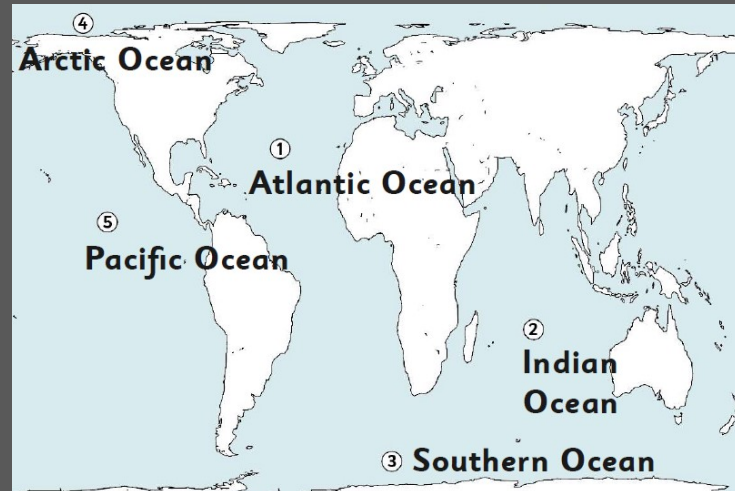 ④
Arctic Ocean
①
Atlantic Ocean
⑤
Pacific Ocean
②
Indian
Ocean
③ Southern Ocean